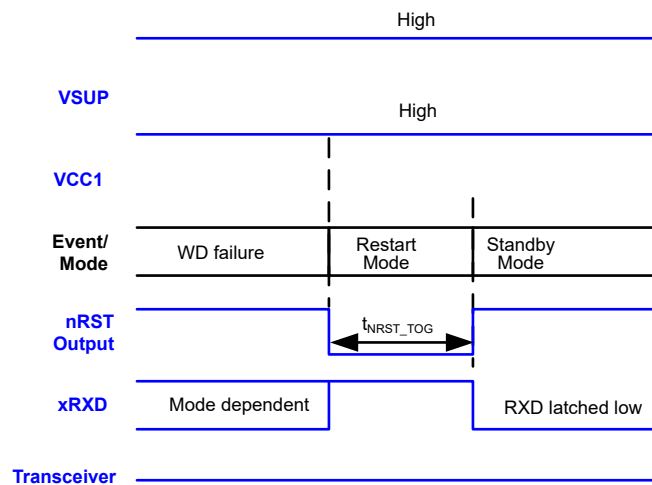 High
VSUP
High
VCC1
Event/
Mode
WD failure
Restart
Mode
Standby
Mode
nRST
Output
tNRST_TOG
xRXD
Mode dependent
RXD latched low
Transceiver